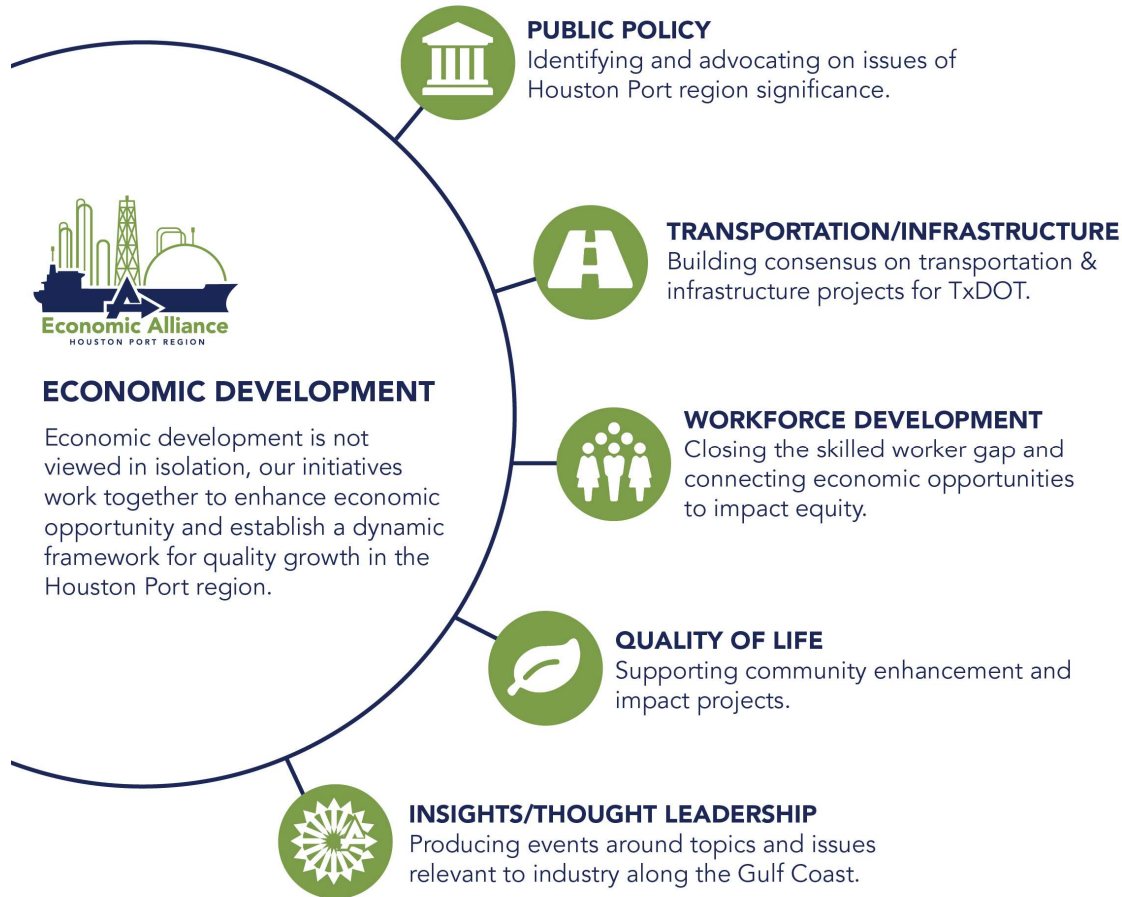 PUBLIC POLICY
Identifying and advocating on issues of
Houston Port region significance.
TRANSPORTATION/INFRASTRUCTURE
Building consensus on transportation &
infrastructure projects for TxDOT.
Economic Alliance
HOUSTON PORT REGION
ECONOMIC DEVELOPMENT
Economic development is not
viewed in isolation, our initiatives
work together to enhance economic
opportunity and establish a dynamic
framework for quality growth in the
Houston Port region.
WORKFORCE DEVELOPMENT
Closing the skilled worker gap and
connecting economic opportunities
to impact equity.
QUALITY OF LIFE
Supporting community enhancement and
impact projects.
INSIGHTS/THOUGHT LEADERSHIP
Producing events around topics and issues
relevant to industry along the Gulf Coast.